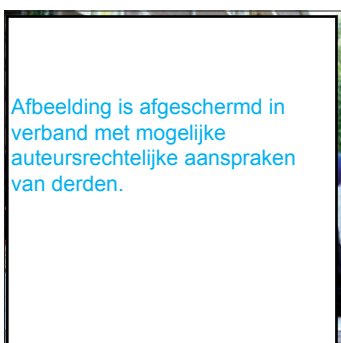 Afbeelding is afgeschermd in
verband met mogelijke
auteursrechtelijke aanspraken
van derden.